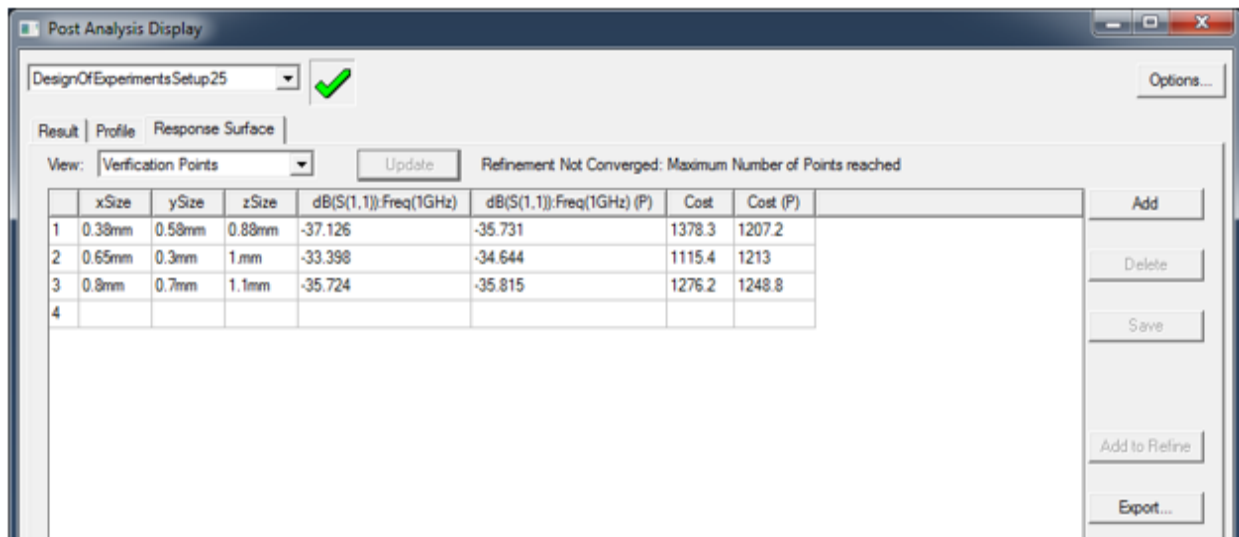 Post Analysis Display
DesignOfExperimentsSetup25
Options...
Result Profile Response Surface
View: Verfication Points Update Refinement Not Converged: Maximum Number of Points reached
xSize ySize zSize dB(S(1,1)):Freq(1GHz) dB(S(1,1)):Freq(1GHz) (P) Cost Cost (P)
1 0.38mm 0.58mm 0.88mm -37.126 -35.731 1378.3 1207.2
2 0.65mm 0.3mm 1.mm -33.398 -34.644 1115.4 1213
3 0.8mm 0.7mm 1.1mm -35.724 -35.815 1276.2 1248.8
4
Add
Delete
Save
Add to Refine
Export...